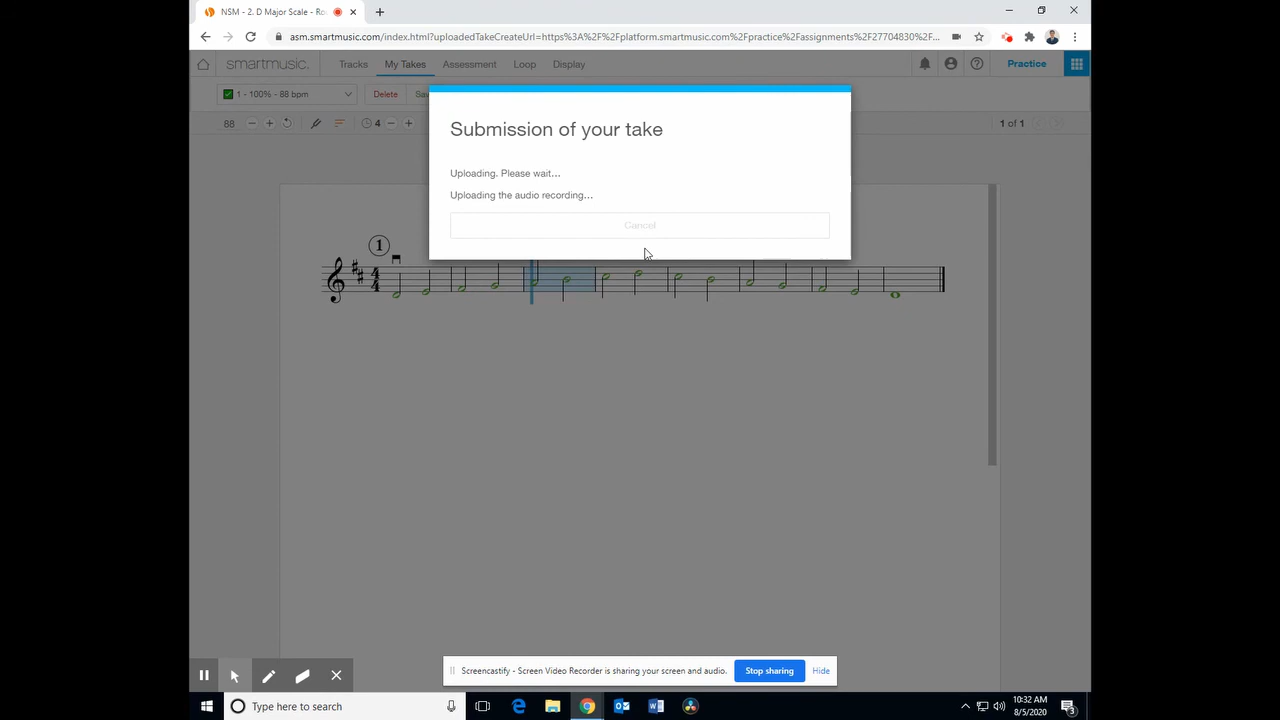 NSM - 2. D Major Scale - Ro
asm.smartmusic.com/index.html?uploadedTakeCreateUrl=https%3A%2F%2Fplatform.smartmusic.com%2Fpractice%2Fassignments%2F27704830%2F...
smartmusic.
Tracks
My Takes
Assessment
Loop
Display
Practice
1 - 100% - 88 bpm
Delete
88
4
1 of 1
Submission of your take
Uploading. Please wait...
Uploading the audio recording...
Cancel
1
4
4
Screencastify - Screen Video Recorder is sharing your screen and audio.
Stop sharing
Hide
Type here to search
10:32 AM
8/5/2020
3